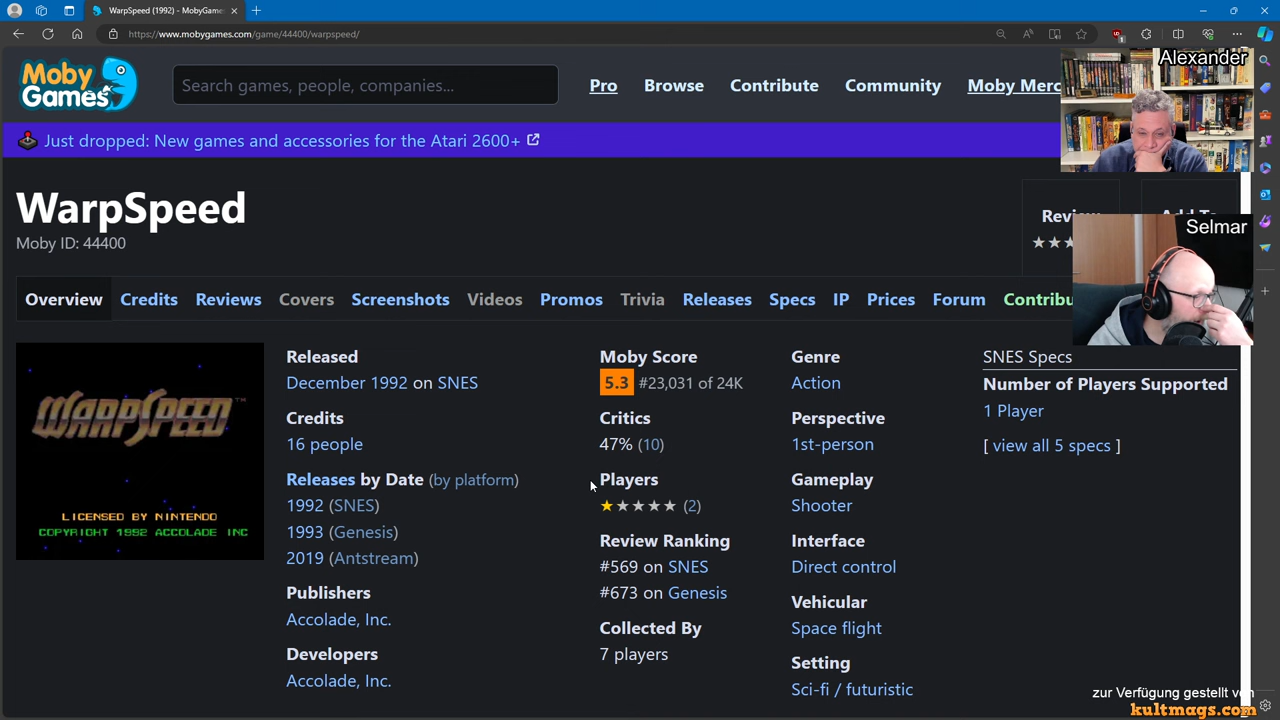 WarpSpeed (1992) - MobyGames
https://www.mobygames.com/game/44400/warpspeed/
Alexander
Moby Games
Search games, people, companies...
Pro
Browse
Contribute
Community
Moby Merc
Just dropped: New games and accessories for the Atari 2600+
WarpSpeed
Moby ID: 44400
Selmar
Overview
Credits
Reviews
Covers
Screenshots
Videos
Promos
Trivia
Releases
Specs
IP
Prices
Forum
Contribu
WARPSPEED™
LICENSED BY NINTENDO
COPYRIGHT 1992 ACCOLADE INC
Released
December 1992 on SNES
Credits
16 people
Releases by Date (by platform)
1992 (SNES)
1993 (Genesis)
2019 (Antstream)
Publishers
Accolade, Inc.
Developers
Accolade, Inc.
Moby Score
5.3 #23,031 of 24K
Critics
47% (10)
Players
(2)
Review Ranking
#569 on SNES
#673 on Genesis
Collected By
7 players
Genre
Action
Perspective
1st-person
Gameplay
Shooter
Interface
Direct control
Vehicular
Space flight
Setting
Sci-fi / futuristic
SNES Specs
Number of Players Supported
1 Player
[ view all 5 specs ]
zur Verfügung gestellt von
kultmags.com